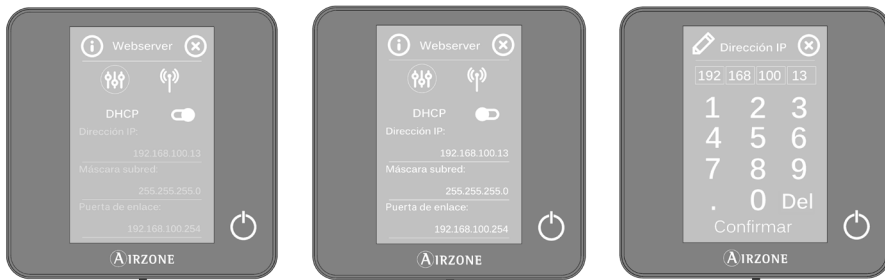 Webserver
DHCP
Dirección IP:
192.168.100.13
Máscara subred:
255.255.255.0
Puerta de enlace:
192.168.100.254
AIRZONE
Webserver
DHCP
Dirección IP:
192.168.100.13
Máscara subred:
255.255.255.0
Puerta de enlace:
192.168.100.254
AIRZONE
Dirección IP
192 168 100 13
1 2 3
4 5 6
7 8 9
. 0 Del
Confirmar
AIRZONE